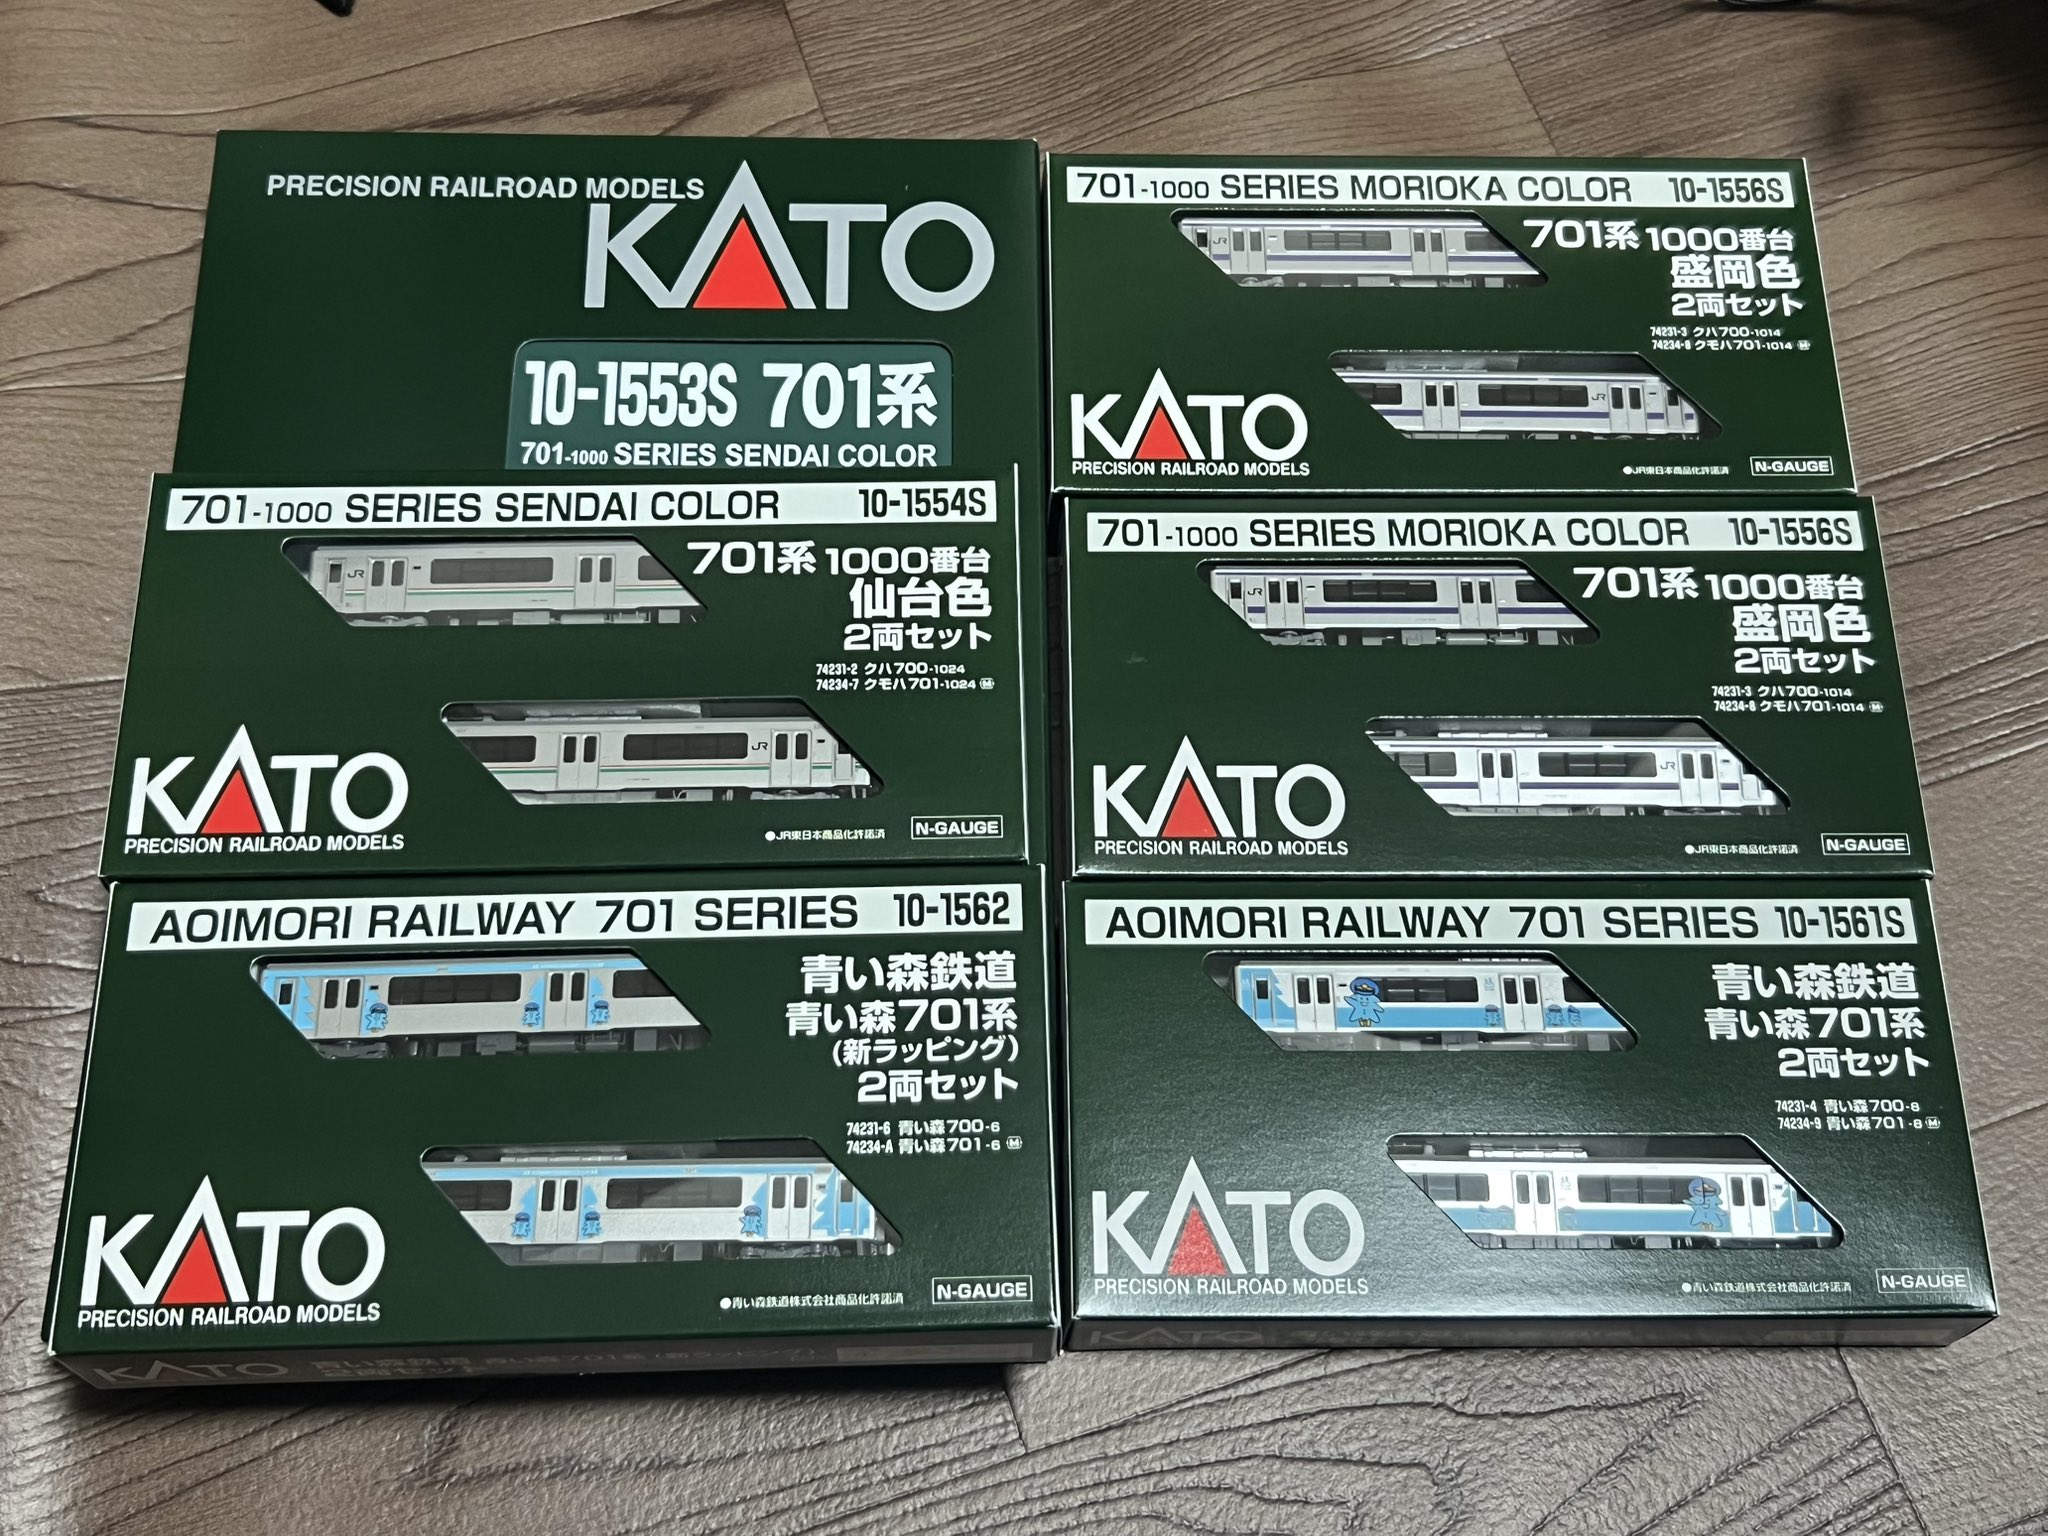 PRECISION RAILROAD MODELS
KATO
10-1553S 701系
701-1000 SERIES SENDAI COLOR
701-1000 SERIES MORIOKA COLOR 10-1556S
JR
701系 1000番台
盛岡色
2両セット
74231-3 クハ700-1014
74234-8 クモハ701-1014 M
JR
KATO
PRECISION RAILROAD MODELS
●JR東日本商品化許諾済
N-GAUGE
701-1000 SERIES SENDAI COLOR 10-1554S
JR
701系 1000番台
仙台色
2両セット
74231-2 クハ700-1024
74234-7 クモハ701-1024 M
JR
KATO
PRECISION RAILROAD MODELS
●JR東日本商品化許諾済
N-GAUGE
701-1000 SERIES MORIOKA COLOR 10-1556S
JR
701系 1000番台
盛岡色
2両セット
74231-3 クハ700-1014
74234-8 クモハ701-1014 M
JR
KATO
PRECISION RAILROAD MODELS
●JR東日本商品化許諾済
N-GAUGE
AOIMORI RAILWAY 701 SERIES 10-1562
青い森鉄道
青い森701系
(新ラッピング)
2両セット
74231-6 青い森700-6
74234-A 青い森701-6 M
KATO
PRECISION RAILROAD MODELS
●青い森鉄道株式会社商品化許諾済
N-GAUGE
KATO
AOIMORI RAILWAY 701 SERIES 10-1561S
青い森鉄道
青い森701系
2両セット
74231-4 青い森700-8
74234-9 青い森701-8 M
KATO
PRECISION RAILROAD MODELS
●青い森鉄道株式会社商品化許諾済
N-GAUGE
KATO